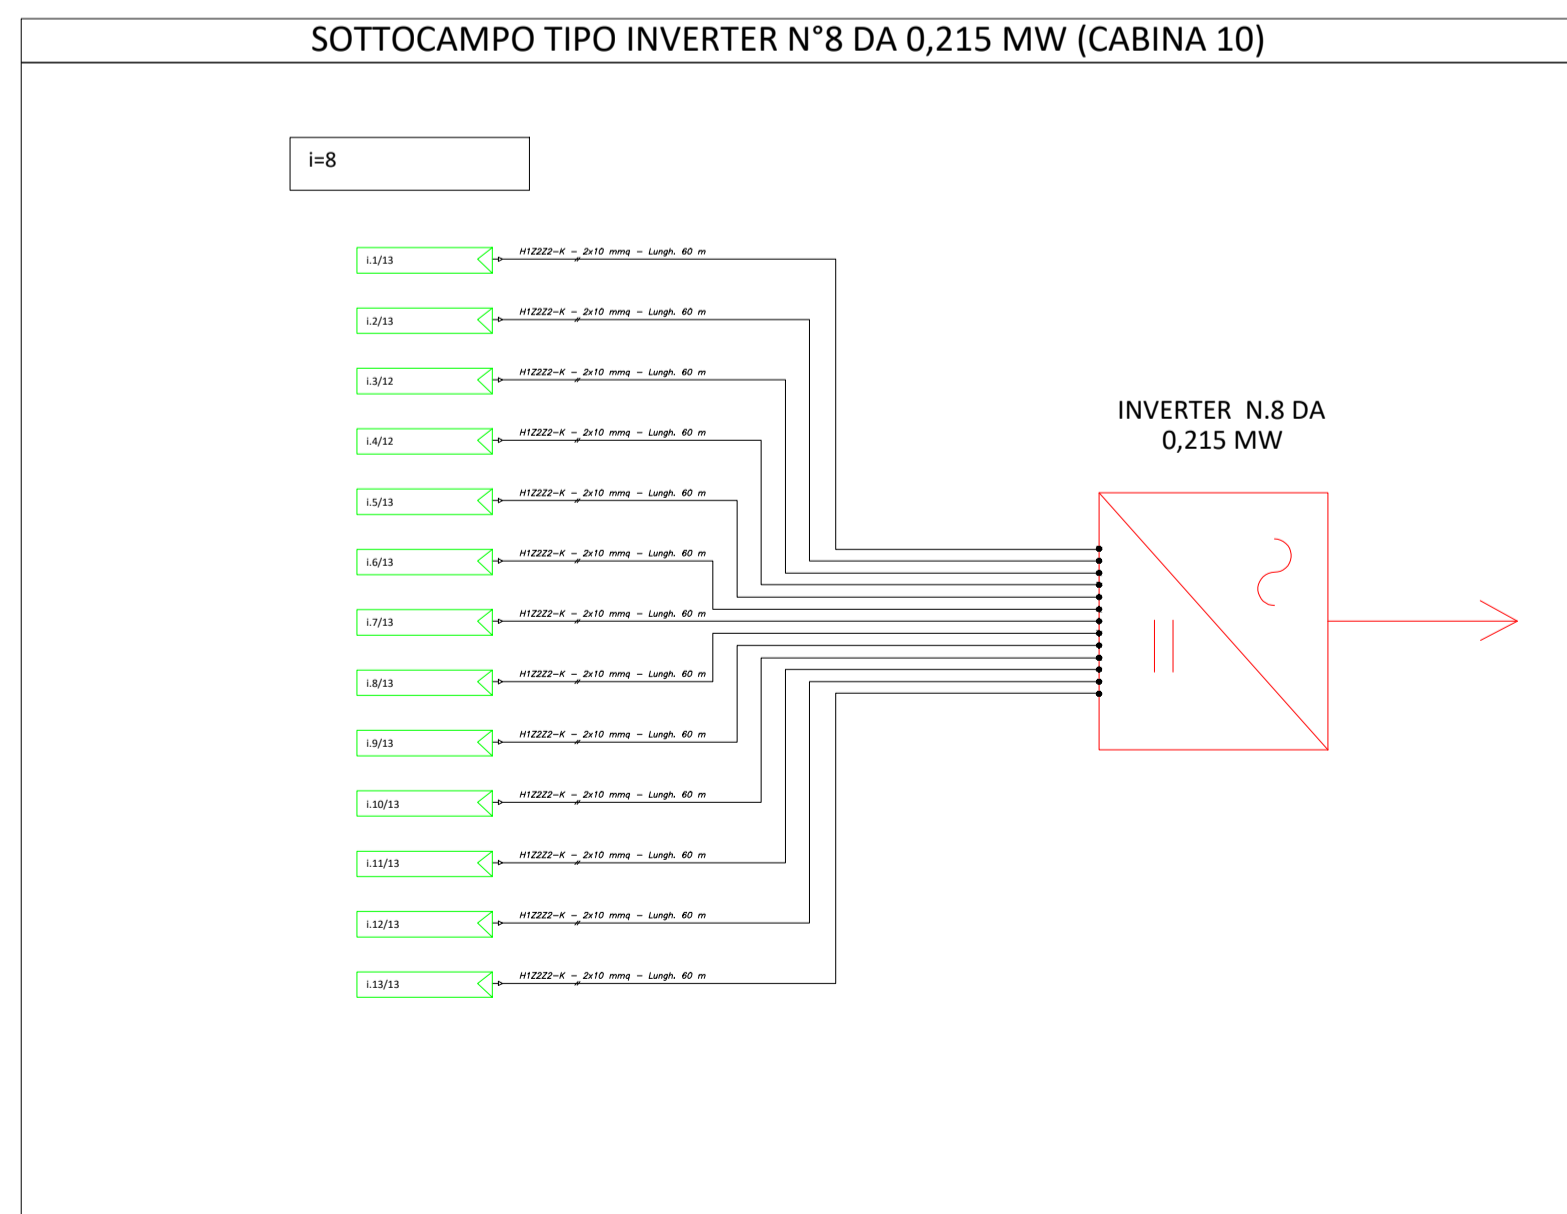 SOTTOCAMPO TIPO INVERTER N°8 DA 0,215 MW (CABINA 10)
i=8
i.1/13
H1Z2Z2-K - 2x10 mmq - Lungh. 60 m
i.2/13
H1Z2Z2-K - 2x10 mmq - Lungh. 60 m
i.3/12
H1Z2Z2-K - 2x10 mmq - Lungh. 60 m
i.4/12
H1Z2Z2-K - 2x10 mmq - Lungh. 60 m
i.5/13
H1Z2Z2-K - 2x10 mmq - Lungh. 60 m
i.6/13
H1Z2Z2-K - 2x10 mmq - Lungh. 60 m
i.7/13
H1Z2Z2-K - 2x10 mmq - Lungh. 60 m
i.8/13
H1Z2Z2-K - 2x10 mmq - Lungh. 60 m
i.9/13
H1Z2Z2-K - 2x10 mmq - Lungh. 60 m
i.10/13
H1Z2Z2-K - 2x10 mmq - Lungh. 60 m
i.11/13
H1Z2Z2-K - 2x10 mmq - Lungh. 60 m
i.12/13
H1Z2Z2-K - 2x10 mmq - Lungh. 60 m
i.13/13
H1Z2Z2-K - 2x10 mmq - Lungh. 60 m
INVERTER N.8 DA
0,215 MW